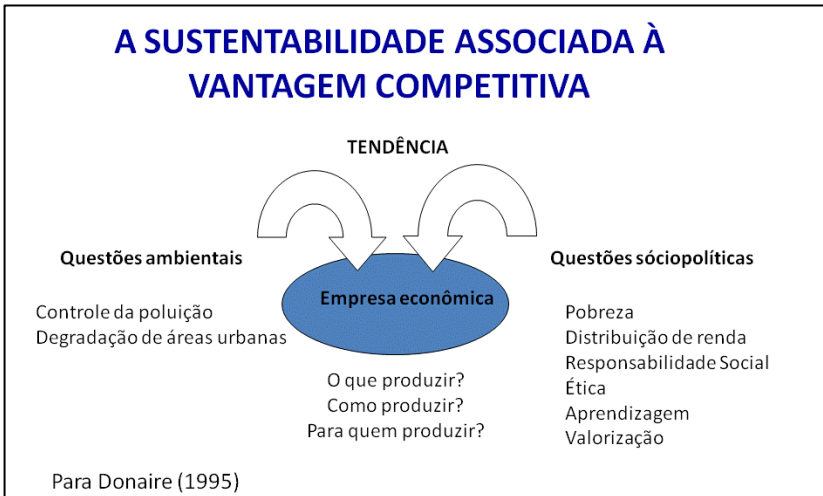 A SUSTENTABILIDADE ASSOCIADA À
VANTAGEM COMPETITIVA
TENDÊNCIA
Questões ambientais
Controle da poluição
Degradação de áreas urbanas
Empresa econômica
O que produzir?
Como produzir?
Para quem produzir?
Questões sóciopolíticas
Pobreza
Distribuição de renda
Responsabilidade Social
Ética
Aprendizagem
Valorização
Para Donaire (1995)